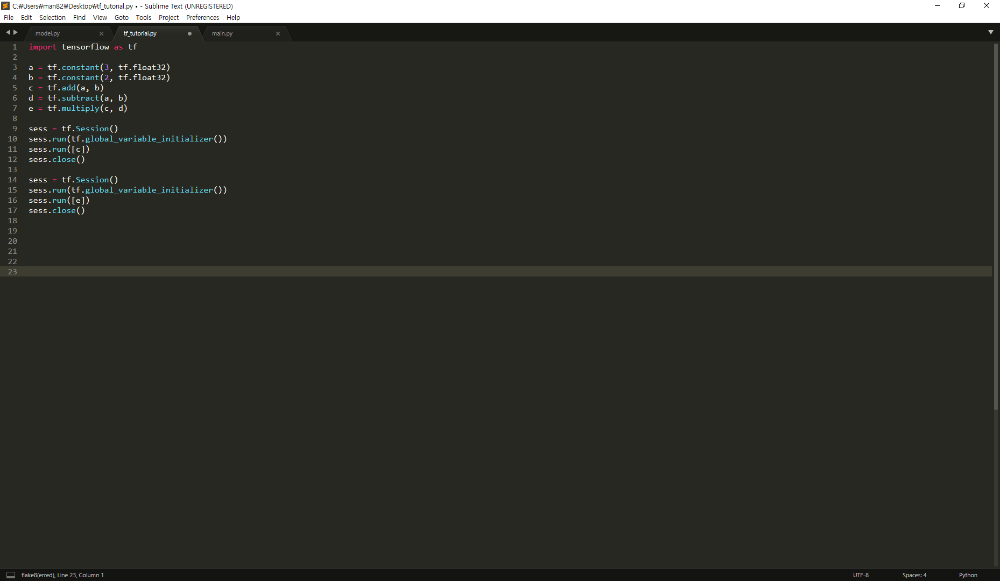 C:₩Users₩man82₩Desktop₩tf_tutorial.py • - Sublime Text (UNREGISTERED)
File Edit Selection Find View Goto Tools Project Preferences Help
model.py tf_tutorial.py main.py
1 import tensorflow as tf
2
3 a = tf.constant(3, tf.float32)
4 b = tf.constant(2, tf.float32)
5 c = tf.add(a, b)
6 d = tf.subtract(a, b)
7 e = tf.multiply(c, d)
8
9 sess = tf.Session()
10 sess.run(tf.global_variable_initializer())
11 sess.run([c])
12 sess.close()
13
14 sess = tf.Session()
15 sess.run(tf.global_variable_initializer())
16 sess.run([e])
17 sess.close()
18
19
20
21
22
23
flake8(erred), Line 23, Column 1 UTF-8 Spaces: 4 Python